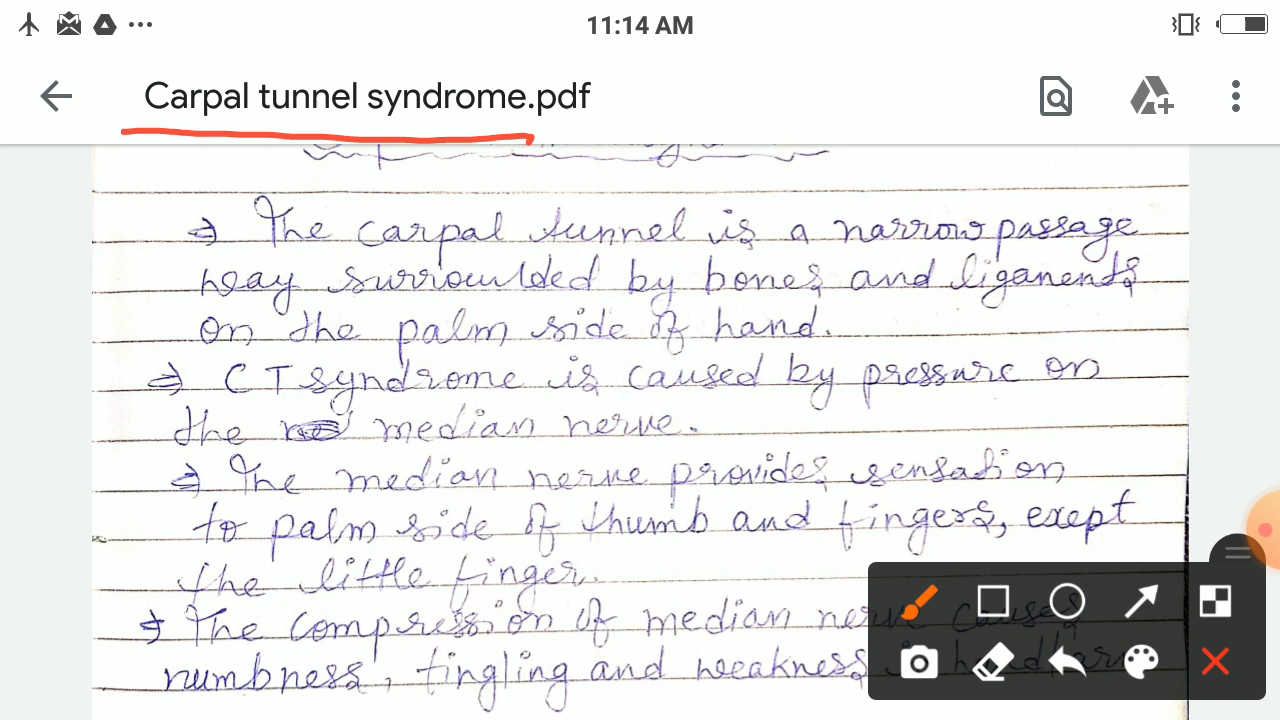 11:14 AM
Carpal tunnel syndrome.pdf
⇒ The carpal tunnel is a narrow passage
way surroulded by bones and liganents
on the palm side of hand.
⇒ CT syndrome is caused by pressure on
the median nerve.
⇒ The median nerve provides sensation
to palm side of thumb and fingers, exept
the little finger.
⇒ The compression of median nerve causes
numbness, tingling and weakness